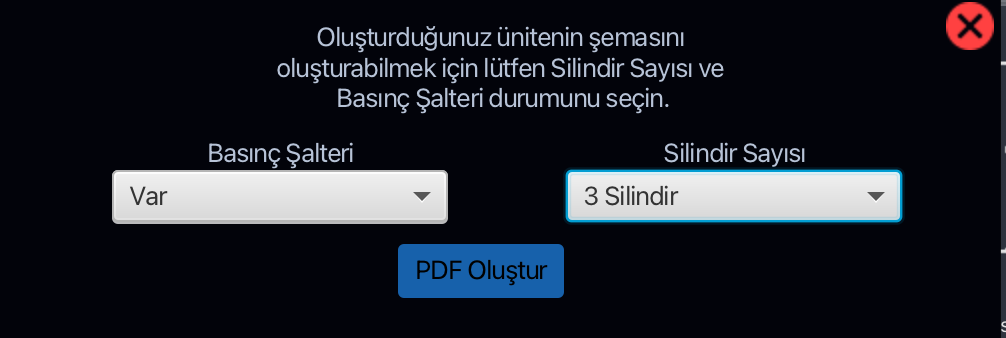 Oluşturduğunuz ünitenin şemasını
oluşturabilmek için lütfen Silindir Sayısı ve
Basınç Şalteri durumunu seçin.
Basınç Şalteri
Silindir Sayısı
Var
3 Silindir
PDF Oluştur